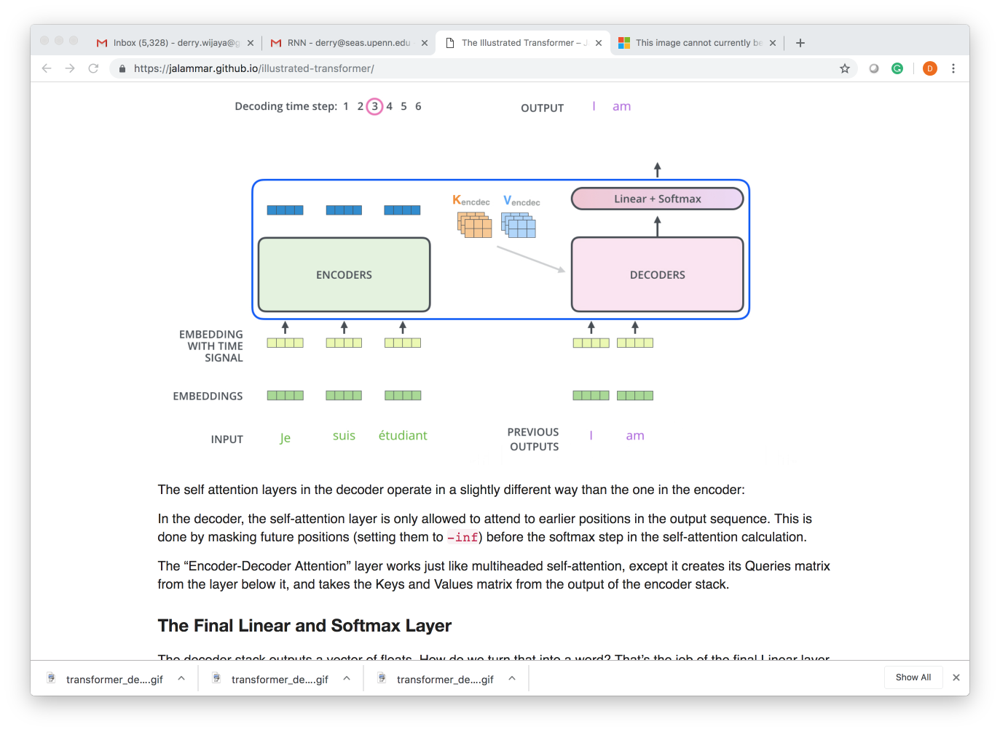 Inbox (5,328) - derry.wijaya@g
RNN - derry@seas.upenn.edu
The Illustrated Transformer – J
This image cannot currently be
https://jalammar.github.io/illustrated-transformer/
D
Decoding time step: 1 2 3 4 5 6
OUTPUT I am
Kencdec Vencdec
Linear + Softmax
ENCODERS
DECODERS
EMBEDDING
WITH TIME
SIGNAL
EMBEDDINGS
INPUT Je suis étudiant
PREVIOUS
OUTPUTS
I am
The self attention layers in the decoder operate in a slightly different way than the one in the encoder:
In the decoder, the self-attention layer is only allowed to attend to earlier positions in the output sequence. This is
done by masking future positions (setting them to -inf) before the softmax step in the self-attention calculation.
The “Encoder-Decoder Attention” layer works just like multiheaded self-attention, except it creates its Queries matrix
from the layer below it, and takes the Keys and Values matrix from the output of the encoder stack.
The Final Linear and Softmax Layer
The decoder stack outputs a vector of floats. How do we turn that into a word? That’s the job of the final Linear layer
transformer_de....gif
transformer_de....gif
transformer_de....gif
Show All